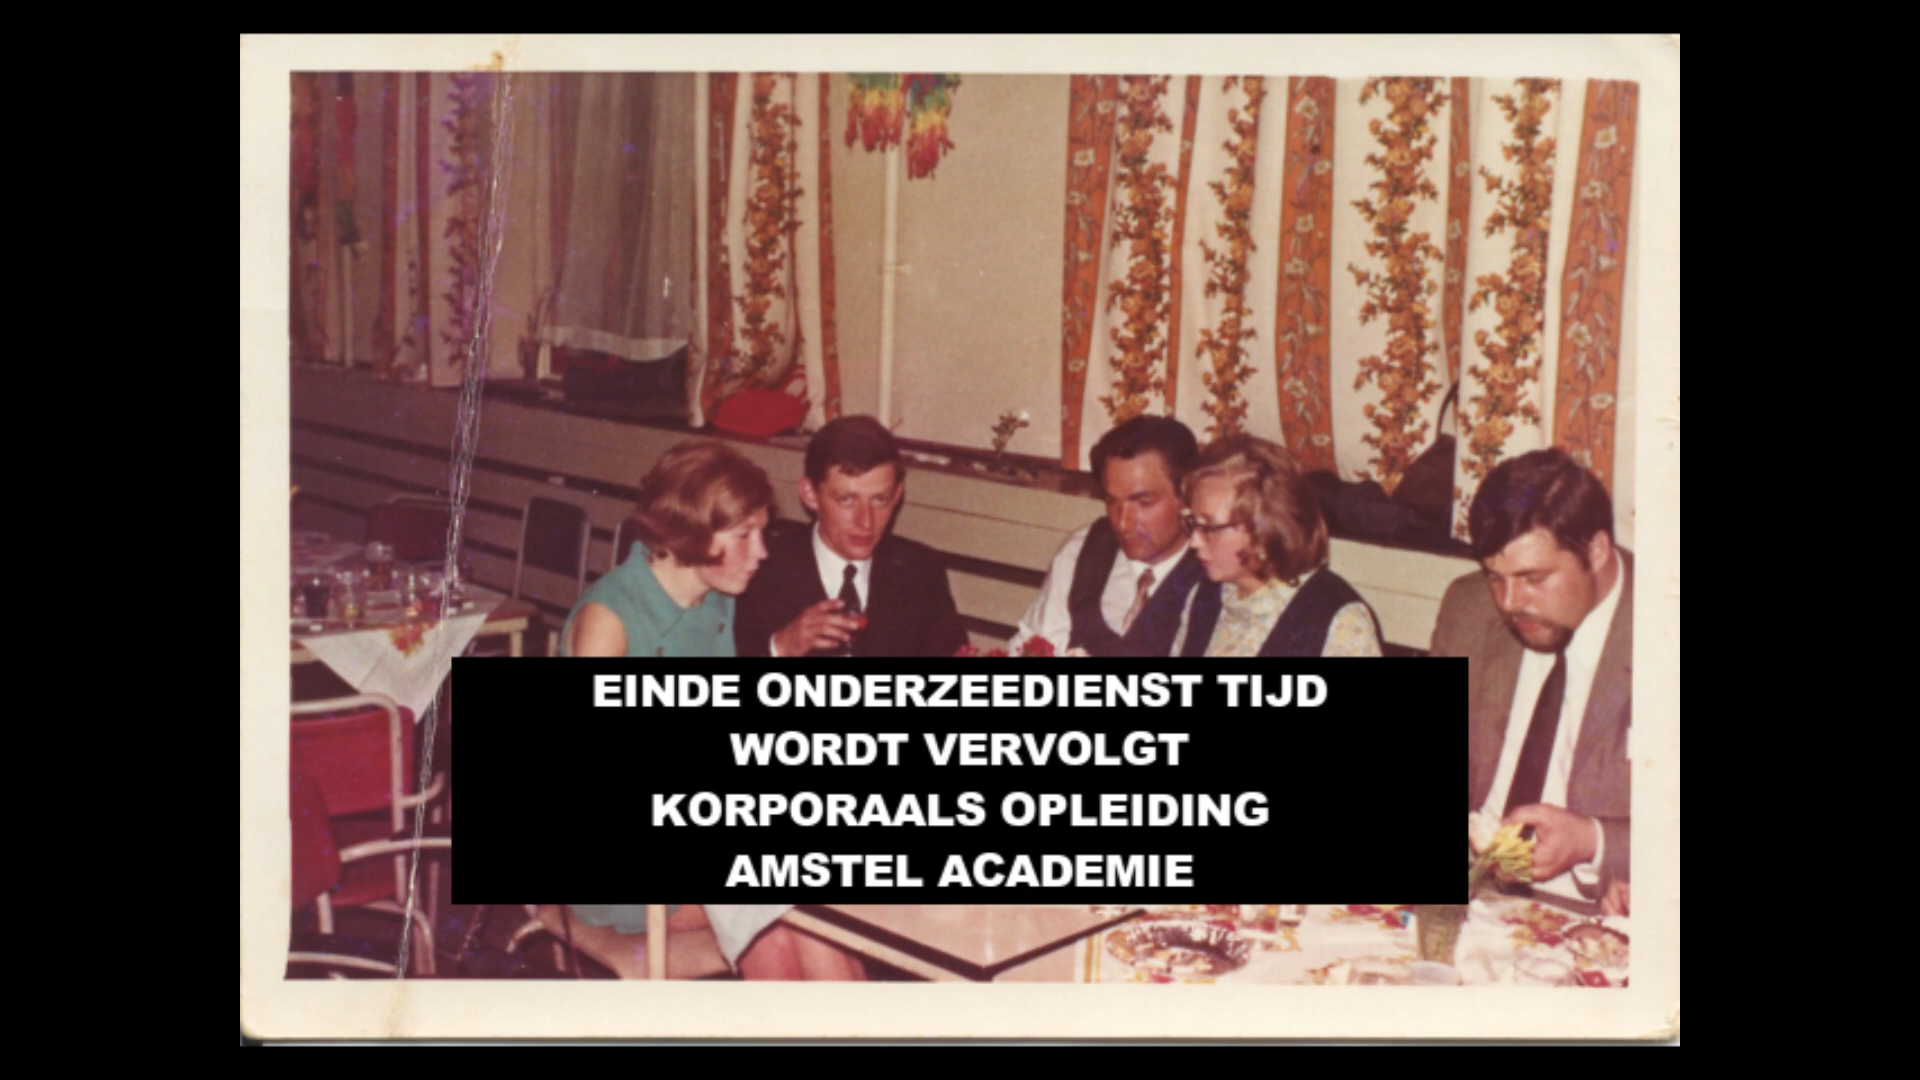 EINDE ONDERZEEDIENST TIJD
WORDT VERVOLGT
KORPORAALS OPLEIDING
AMSTEL ACADEMIE